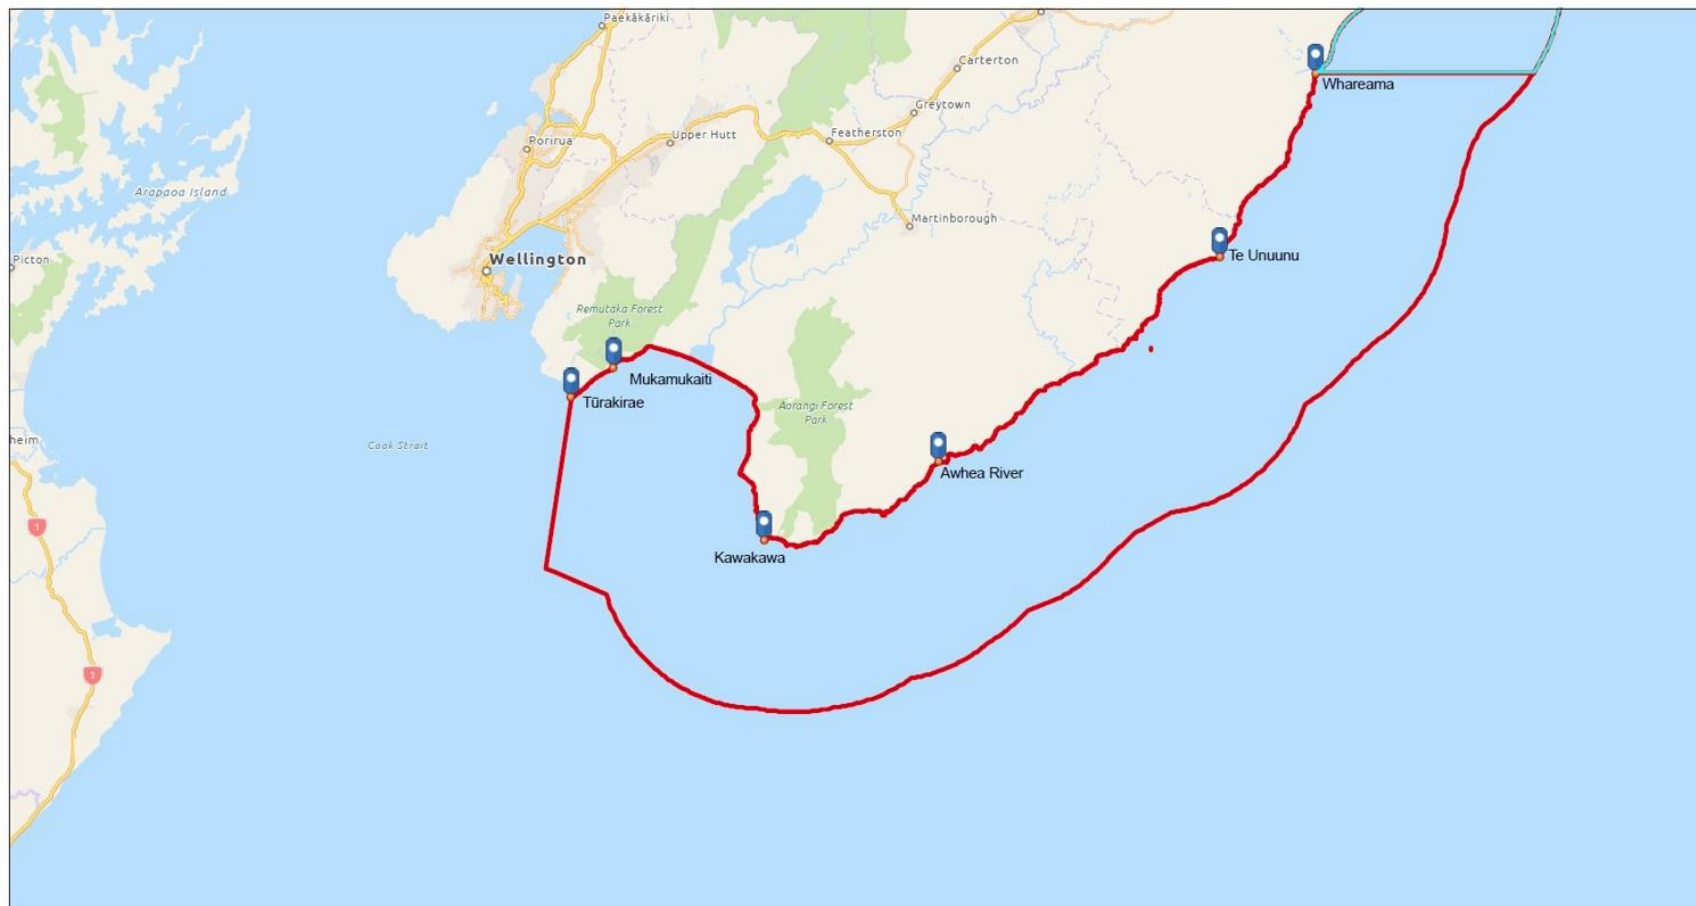 Paekākāriki
Carterton
Whareama
Greytown
Upper Hutt
Featherston
Porirua
Arapaoa Island
Martinborough
Picton
Wellington
Te Unuunu
Remutaka Forest
Park
Mukamukaiti
Tūrakirae
Aorangi Forest
Park
heim
Cook Strait
Awhea River
1
Kawakawa
1